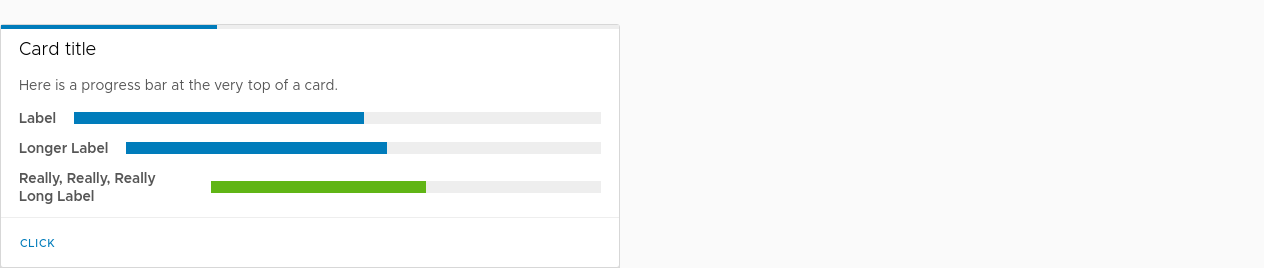 Card title
Here is a progress bar at the very top of a card.
Label
Longer Label
Really, Really, Really
Long Label
CLICK